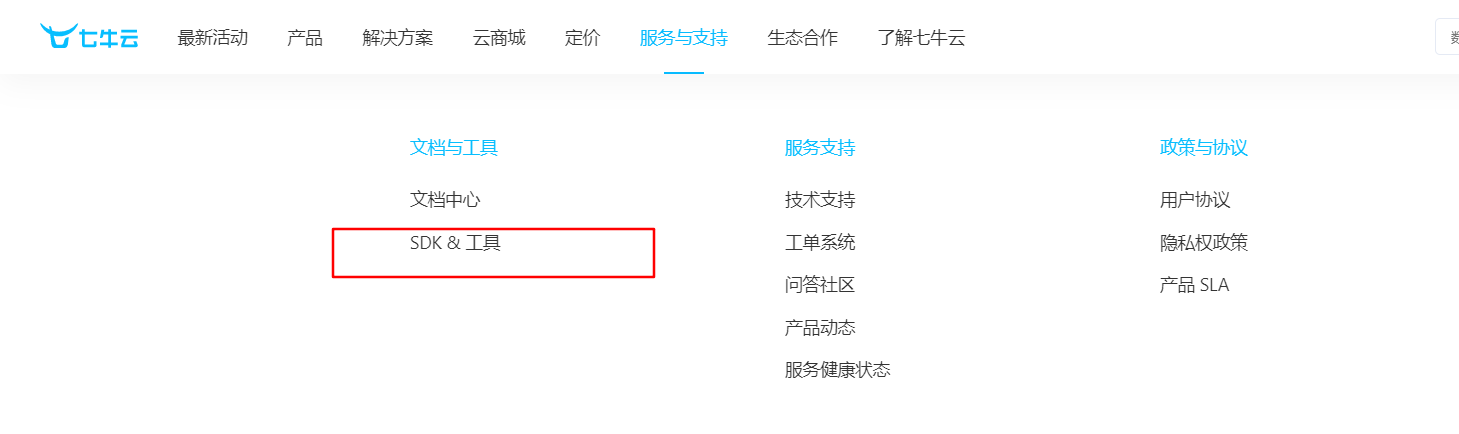 七牛云 最新活动 产品 解决方案 云商城 定价 服务与支持 生态合作 了解七牛云
文档与工具
文档中心
SDK & 工具
服务支持
技术支持
工单系统
问答社区
产品动态
服务健康状态
政策与协议
用户协议
隐私权政策
产品 SLA